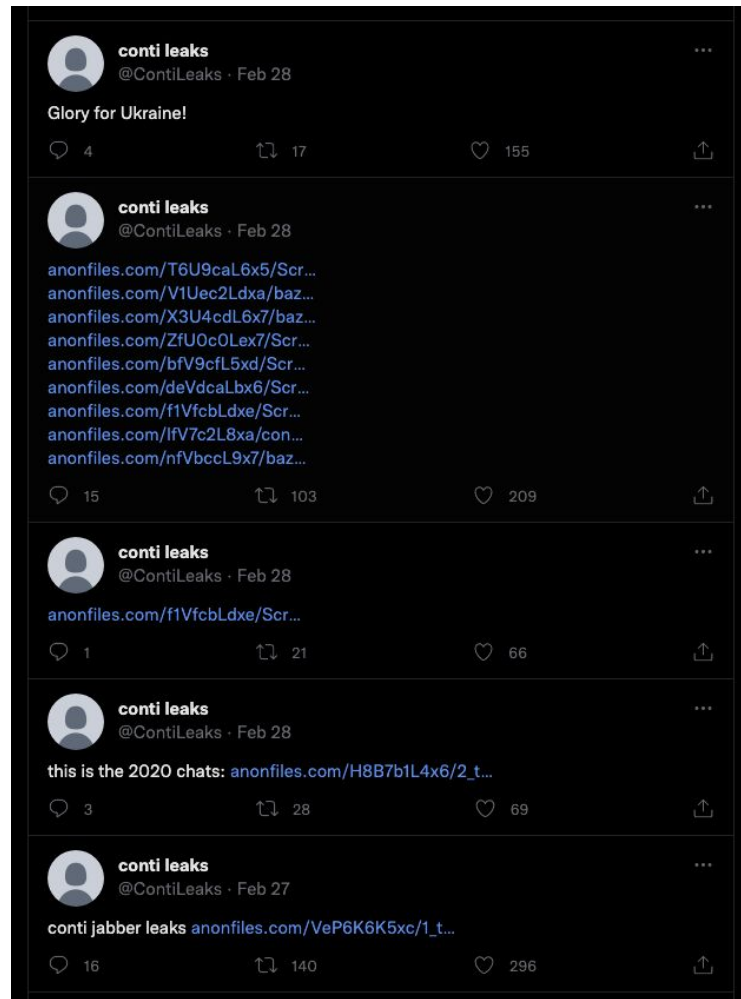 conti leaks
@ContiLeaks · Feb 28
Glory for Ukraine!
4 17 155
conti leaks
@ContiLeaks · Feb 28
anonfiles.com/T6U9caL6x5/Scr...
anonfiles.com/V1Uec2Ldxa/baz...
anonfiles.com/X3U4cdL6x7/baz...
anonfiles.com/ZfU0c0Lex7/Scr...
anonfiles.com/bfV9cfL5xd/Scr...
anonfiles.com/deVdcaLbx6/Scr...
anonfiles.com/f1VfcbLdxe/Scr...
anonfiles.com/IfV7c2L8xa/con...
anonfiles.com/nfVbccL9x7/baz...
15 103 209
conti leaks
@ContiLeaks · Feb 28
anonfiles.com/f1VfcbLdxe/Scr...
1 21 66
conti leaks
@ContiLeaks · Feb 28
this is the 2020 chats: anonfiles.com/H8B7b1L4x6/2_t...
3 28 69
conti leaks
@ContiLeaks · Feb 27
conti jabber leaks anonfiles.com/VeP6K6K5xc/1_t...
16 140 296